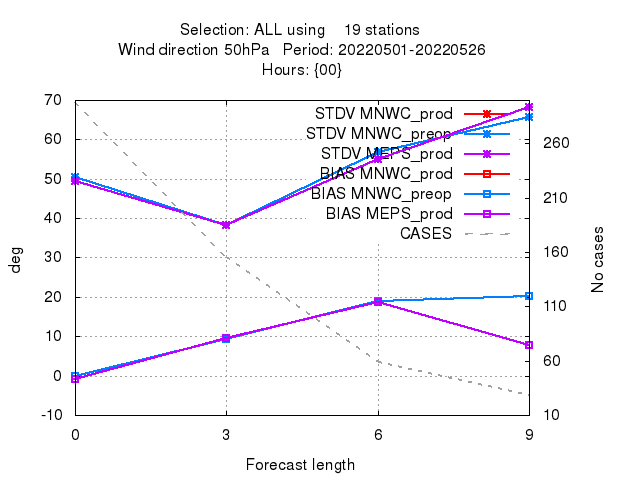 Selection: ALL using 19 stations
Wind direction 50hPa Period: 20220501-20220526
Hours: {00}
70
60
50
40
30
20
10
0
-10
deg
STDV MNWC_prod
STDV MNWC_preop
STDV MEPS_prod
BIAS MNWC_prod
BIAS MNWC_preop
BIAS MEPS_prod
CASES
260
210
160
110
60
10
No cases
0 3 6 9
Forecast length